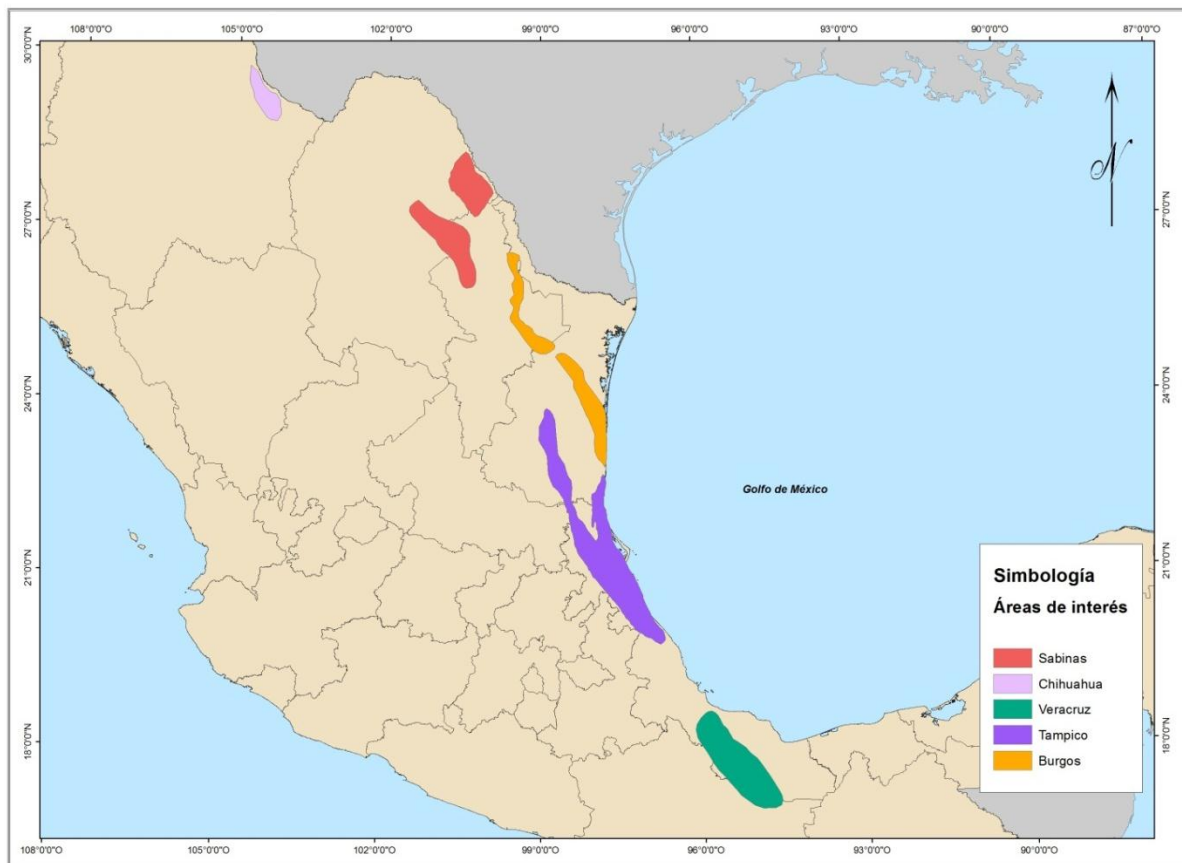 108°0'0"O 105°0'0"O 102°0'0"O 99°0'0"O 96°0'0"O 93°0'0"O 90°0'0"O 87°0'0"O
30°0'0"N
27°0'0"N
24°0'0"N
21°0'0"N
18°0'0"N
N
27°0'0"N
24°0'0"N
21°0'0"N
18°0'0"N
Golfo de México
Simbología
Áreas de interés
Sabinas
Chihuahua
Veracruz
Tampico
Burgos
108°0'0"O 105°0'0"O 102°0'0"O 99°0'0"O 96°0'0"O 93°0'0"O 90°0'0"O